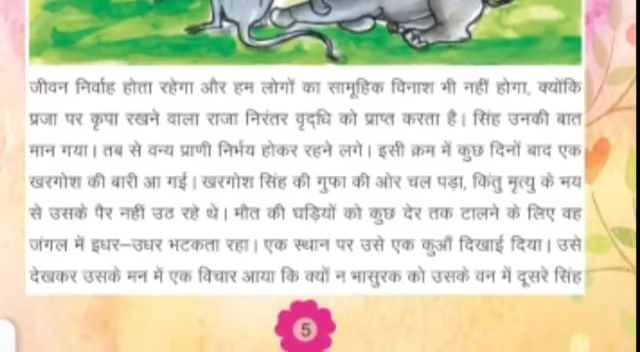 जीवन निर्वाह होता रहेगा और हम लोगों का सामूहिक विनाश भी नहीं होगा, क्योंकि
प्रजा पर कृपा रखने वाला राजा निरंतर वृद्धि को प्राप्त करता है। सिंह उनकी बात
मान गया। तब से वन्य प्राणी निर्भय होकर रहने लगे। इसी क्रम में कुछ दिनों बाद एक
खरगोश की बारी आ गई। खरगोश सिंह की गुफा की ओर चल पड़ा, किंतु मृत्यु के भय
से उसके पैर नहीं उठ रहे थे। मौत की घड़ियों को कुछ देर तक टालने के लिए वह
जंगल में इधर–उधर भटकता रहा। एक स्थान पर उसे एक कुआँ दिखाई दिया। उसे
देखकर उसके मन में एक विचार आया कि क्यों न भासुरक को उसके वन में दूसरे सिंह
5